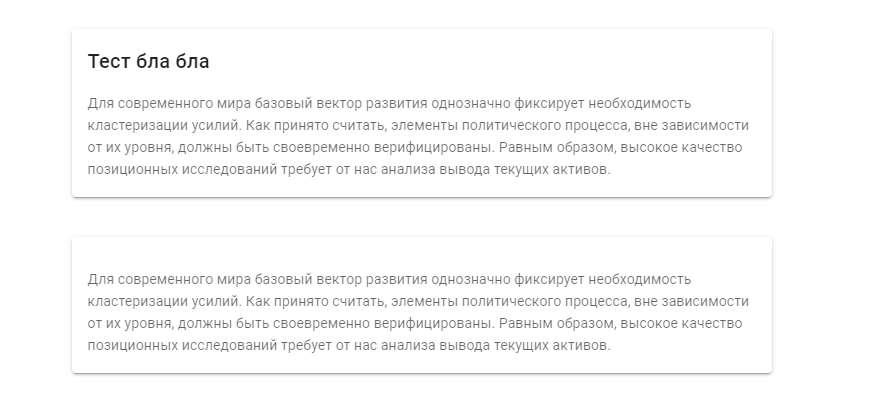 Тест бла бла
Для современного мира базовый вектор развития однозначно фиксирует необходимость
кластеризации усилий. Как принято считать, элементы политического процесса, вне зависимости
от их уровня, должны быть своевременно верифицированы. Равным образом, высокое качество
позиционных исследований требует от нас анализа вывода текущих активов.
Для современного мира базовый вектор развития однозначно фиксирует необходимость
кластеризации усилий. Как принято считать, элементы политического процесса, вне зависимости
от их уровня, должны быть своевременно верифицированы. Равным образом, высокое качество
позиционных исследований требует от нас анализа вывода текущих активов.